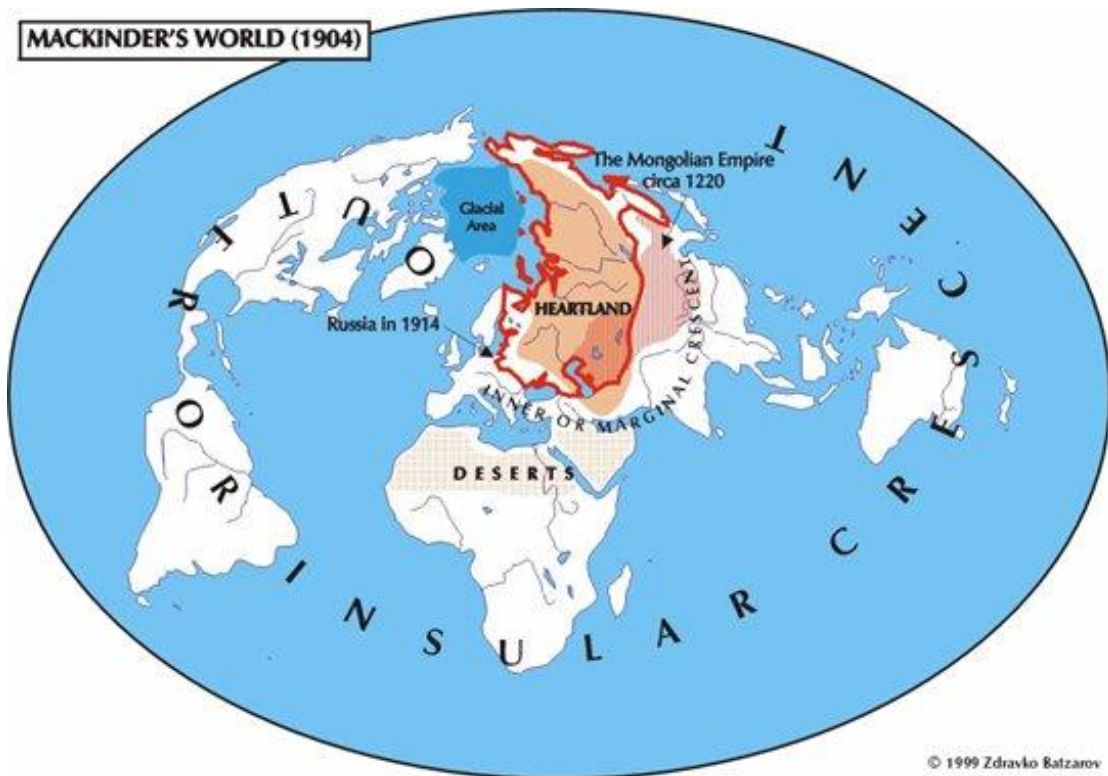 MACKINDER'S WORLD (1904)
The Mongolian Empire
circa 1220
Glacial
Area
HEARTLAND
Russia in 1914
INNER OR MARGINAL CRESCENT
DESERTS
OUTER OR INSULAR CRESCENT
© 1999 Zdravko Batzarov